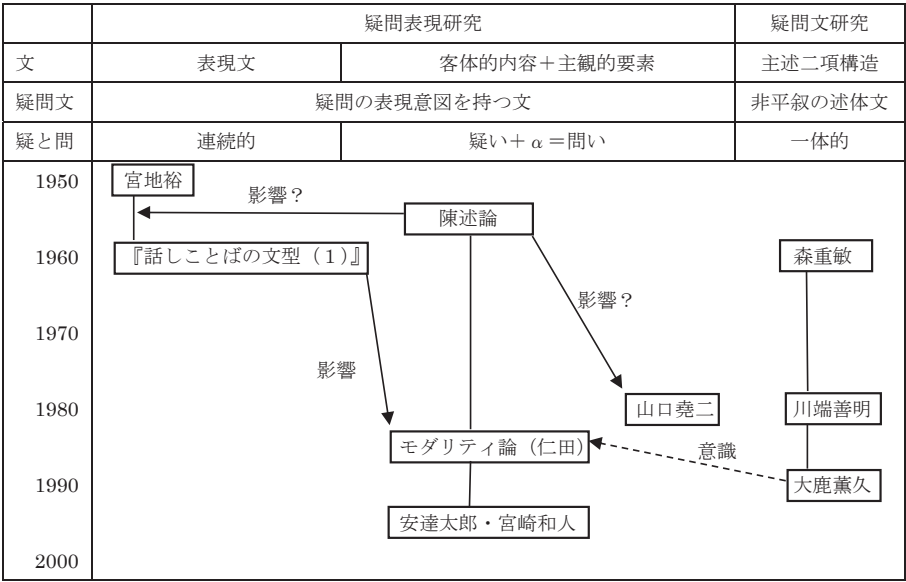 疑問表現研究 疑問文研究
文 表現文 客体的内容＋主観的要素 主述二項構造
疑問文 疑問の表現意図を持つ文 非平叙の述体文
疑と問 連続的 疑い＋α＝問い 一体的
1950 宮地裕
影響？
陳述論
1960 『話しことばの文型（１）』 森重敏
影響？
1970
影響
1980 山口堯二 川端善明
モダリティ論（仁田） 意識
1990 大鹿薫久
安達太郎・宮崎和人
2000